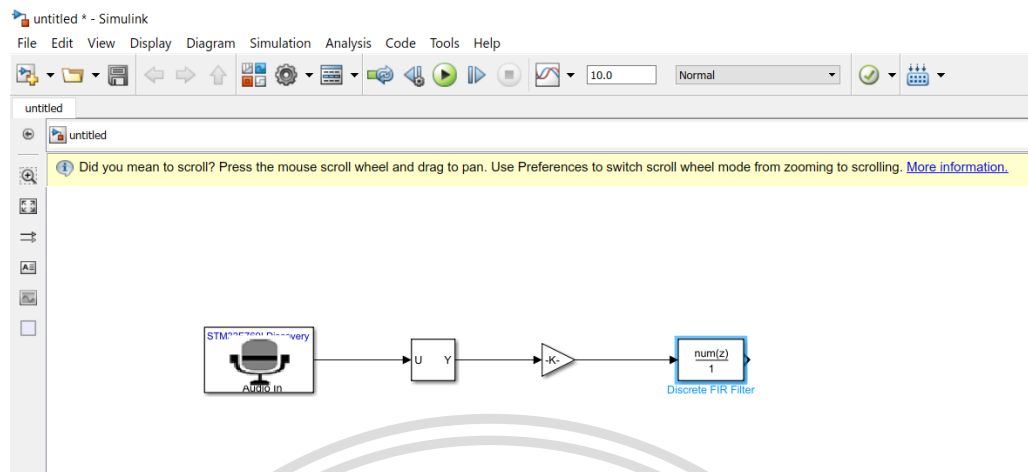 untitled * - Simulink
File Edit View Display Diagram Simulation Analysis Code Tools Help
10.0 Normal
untitled
untitled
Did you mean to scroll? Press the mouse scroll wheel and drag to pan. Use Preferences to switch scroll wheel mode from zooming to scrolling. More information.
STM32F769I Discovery
Audio In
U Y
-K-
num(z)
1
Discrete FIR Filter